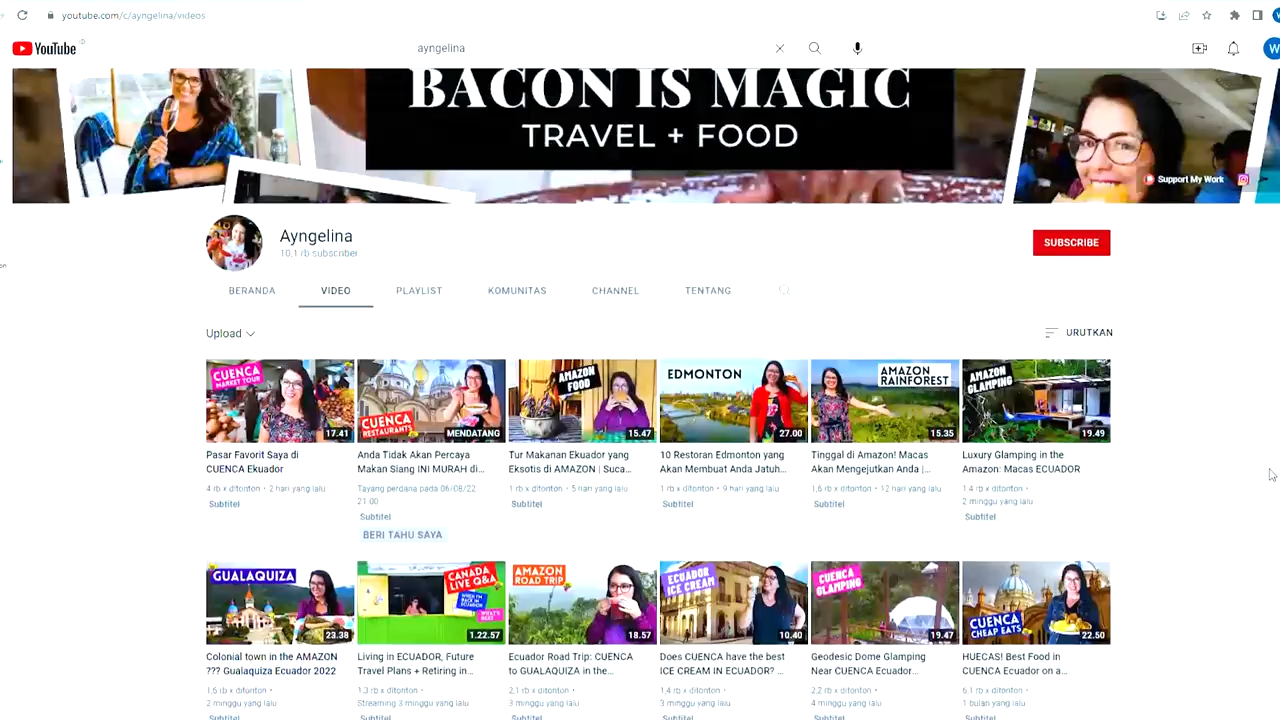 youtube.com/c/ayngelina/videos
YouTube ID
ayngelina
W
BACON IS MAGIC
TRAVEL + FOOD
Support My Work
Ayngelina
10,1 rb subscriber
SUBSCRIBE
BERANDA VIDEO PLAYLIST KOMUNITAS CHANNEL TENTANG
Upload
URUTKAN
CUENCA
MARKET TOUR
17.41
CUENCA
RESTAURANTS
MENDATANG
AMAZON
FOOD
15.47
EDMONTON
27.00
AMAZON
RAINFOREST
15.35
AMAZON
GLAMPING
19.49
Pasar Favorit Saya di
CUENCA Ekuador
4 rb x ditonton • 2 hari yang lalu
Subtitel
Anda Tidak Akan Percaya
Makan Siang INI MURAH di...
Tayang perdana pada 06/08/22
21.00
Subtitel
BERI TAHU SAYA
Tur Makanan Ekuador yang
Eksotis di AMAZON | Suca...
1 rb x ditonton • 5 hari yang lalu
Subtitel
10 Restoran Edmonton yang
Akan Membuat Anda Jatuh...
1 rb x ditonton • 9 hari yang lalu
Subtitel
Tinggal di Amazon! Macas
Akan Mengejutkan Anda |...
1,6 rb x ditonton • 12 hari yang lalu
Subtitel
Luxury Glamping in the
Amazon: Macas ECUADOR
1,4 rb x ditonton •
2 minggu yang lalu
Subtitel
GUALAQUIZA
23.38
CANADA
LIVE Q&A
WHEN I'M
BACK IN
ECUADOR
WHAT'S
NEXT
1.22.57
AMAZON
ROAD TRIP
18.57
ECUADOR
ICE CREAM
10.40
CUENCA
GLAMPING
19.47
CUENCA
CHEAP EATS
22.50
Colonial town in the AMAZON
??? Gualaquiza Ecuador 2022
1,6 rb x ditonton •
2 minggu yang lalu
Subtitel
Living in ECUADOR, Future
Travel Plans + Retiring in...
1,3 rb x ditonton •
Streaming 3 minggu yang lalu
Subtitel
Ecuador Road Trip: CUENCA
to GUALAQUIZA in the...
2,1 rb x ditonton •
3 minggu yang lalu
Subtitel
Does CUENCA have the best
ICE CREAM IN ECUADOR? ...
1,4 rb x ditonton •
3 minggu yang lalu
Subtitel
Geodesic Dome Glamping
Near CUENCA Ecuador...
2,2 rb x ditonton •
4 minggu yang lalu
Subtitel
HUECAS! Best Food in
CUENCA Ecuador on a...
6,1 rb x ditonton •
1 bulan yang lalu
Subtitel